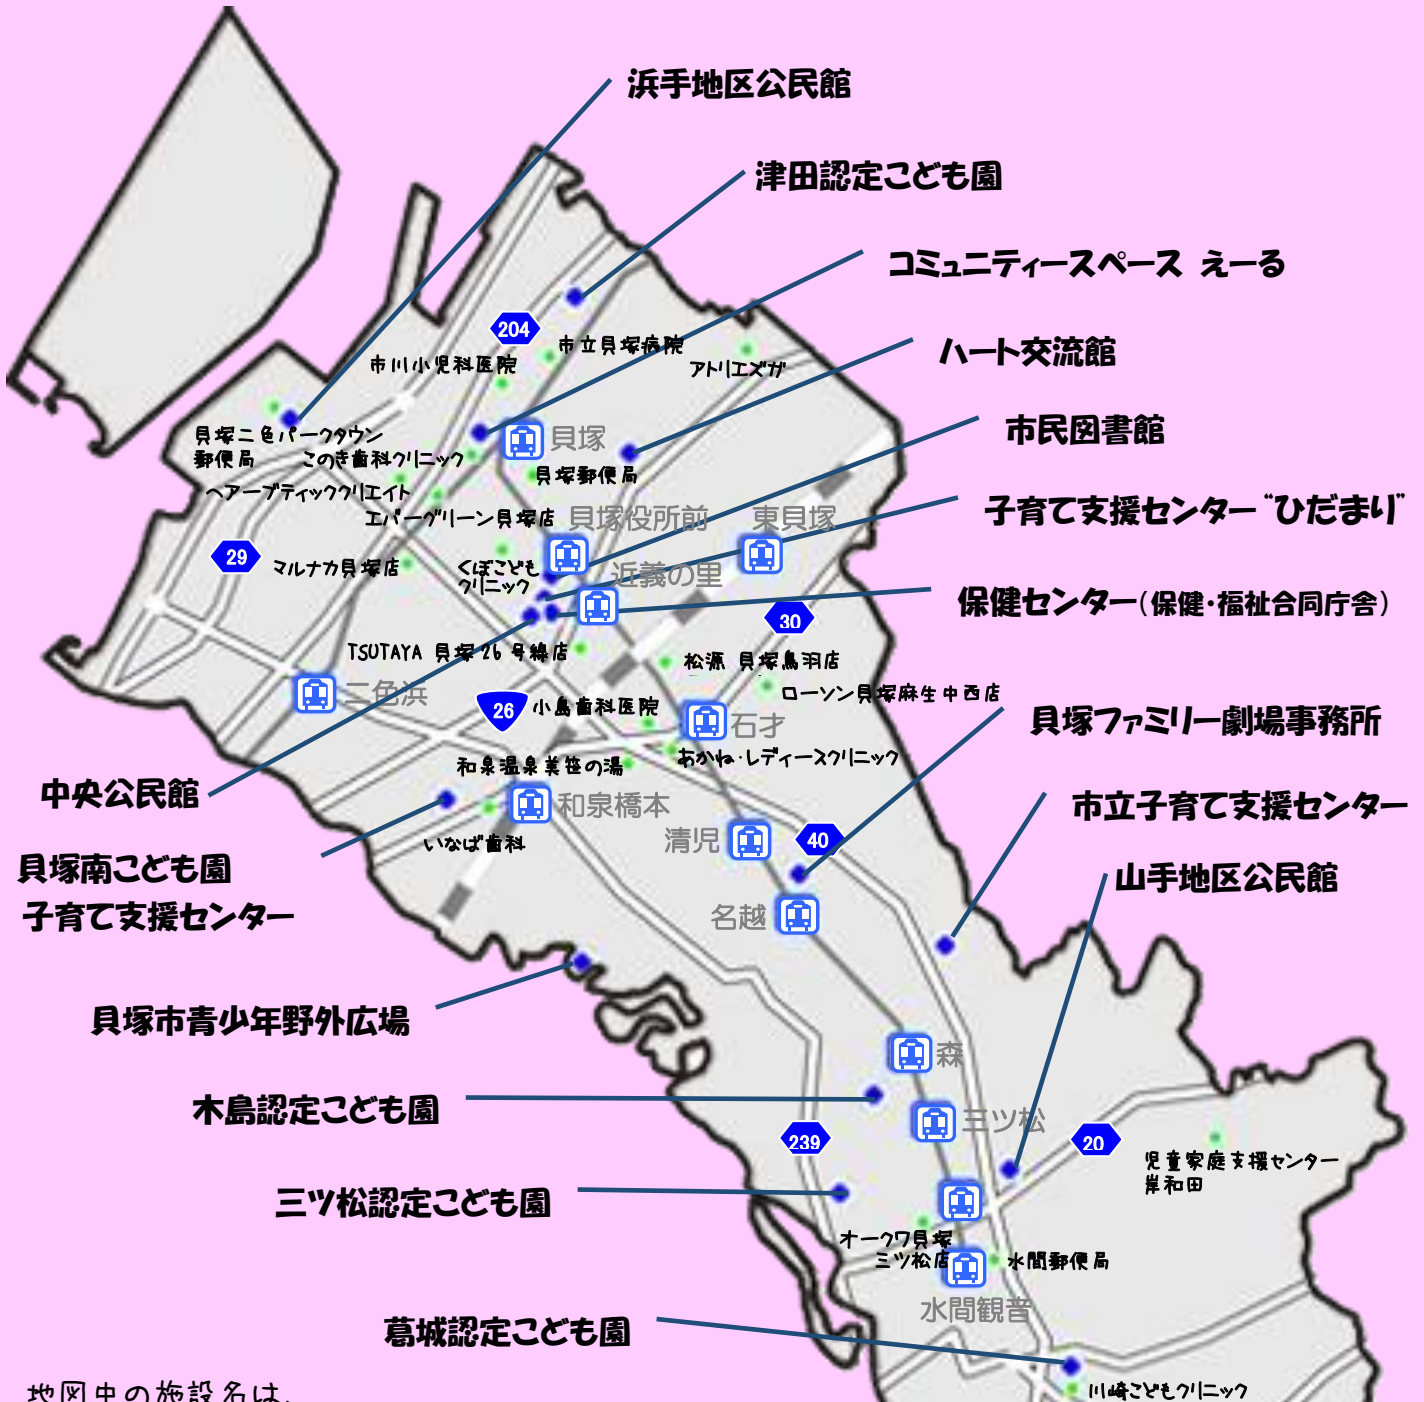 浜手地区公民館
津田認定こども園
コミュニティースペース えーる
204
市立貝塚病院
市川小児科医院
アトリエズガ
ハート交流館
貝塚二色パークタウン
郵便局
このき歯科クリニック
貝塚
貝塚郵便局
市民図書館
ヘアーブティッククリエイト
エバーグリーン貝塚店
貝塚役所前
東貝塚
子育て支援センター “ひだまり”
29
マルナカ貝塚店
くぼこども
クリニック
近義の里
保健センター(保健・福祉合同庁舎)
30
TSUTAYA 貝塚26号線店
松源 貝塚鳥羽店
二色浜
ローソン貝塚麻生中西店
26
小島歯科医院
石才
貝塚ファミリー劇場事務所
和泉温泉美笹の湯
あかね・レディースクリニック
中央公民館
和泉橋本
市立子育て支援センター
いなば歯科
清児
40
貝塚南こども園
子育て支援センター
山手地区公民館
名越
貝塚市青少年野外広場
森
木島認定こども園
三ツ松
239
20
児童家庭支援センター
岸和田
三ツ松認定こども園
オークワ貝塚
三ツ松店
水間郵便局
水間観音
葛城認定こども園
川崎こどもクリニック
地図中の施設名は、